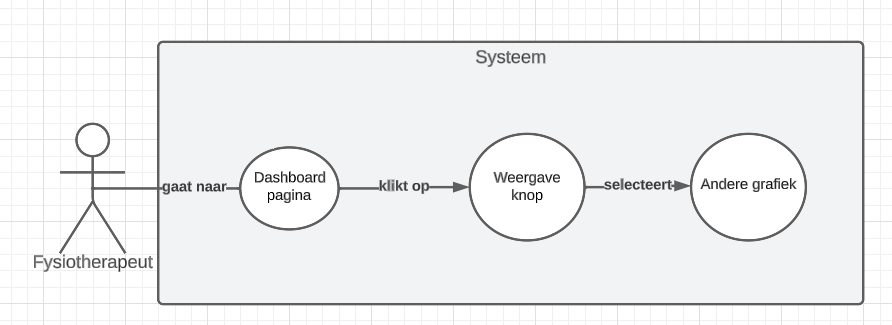 Systeem
Fysiotherapeut
gaat naar
Dashboard
pagina
klikt op
Weergave
knop
selecteert
Andere grafiek